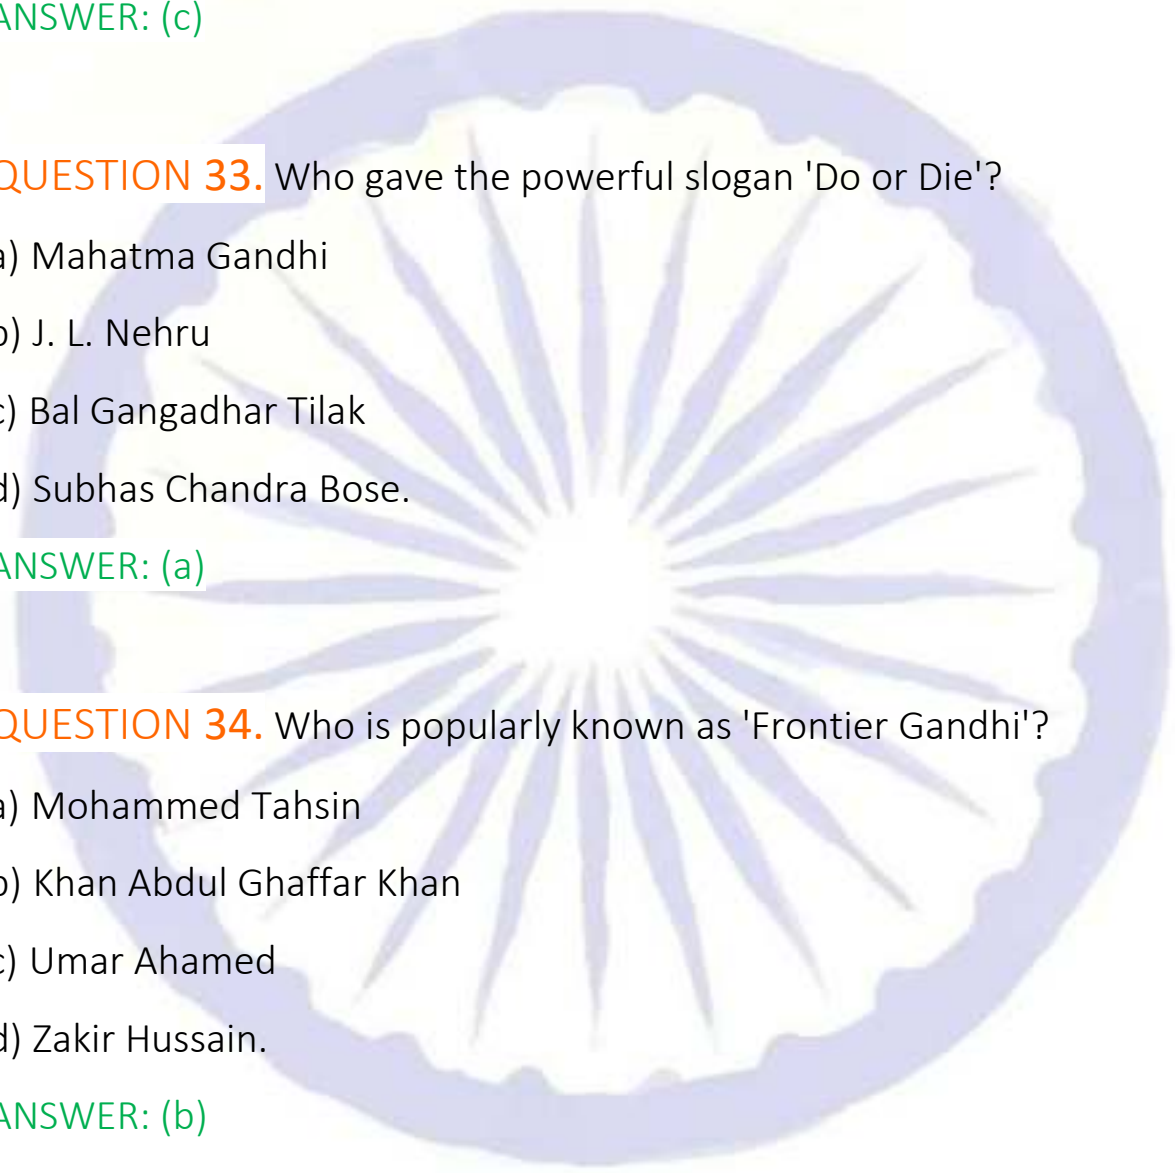 ANSWER: (c)
QUESTION 33. Who gave the powerful slogan 'Do or Die'?
a) Mahatma Gandhi
b) J. L. Nehru
c) Bal Gangadhar Tilak
d) Subhas Chandra Bose.
ANSWER: (a)
QUESTION 34. Who is popularly known as 'Frontier Gandhi'?
a) Mohammed Tahsin
b) Khan Abdul Ghaffar Khan
c) Umar Ahamed
d) Zakir Hussain.
ANSWER: (b)